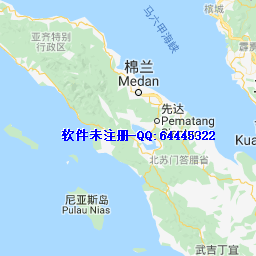 马六甲海峡
槟城
亚齐特别
行政区
棉兰
Medan
先达
Pematang
软件未注册-QQ:64445322
Kua
北苏门答腊省
尼亚斯岛
Pulau Nias
武吉丁宜